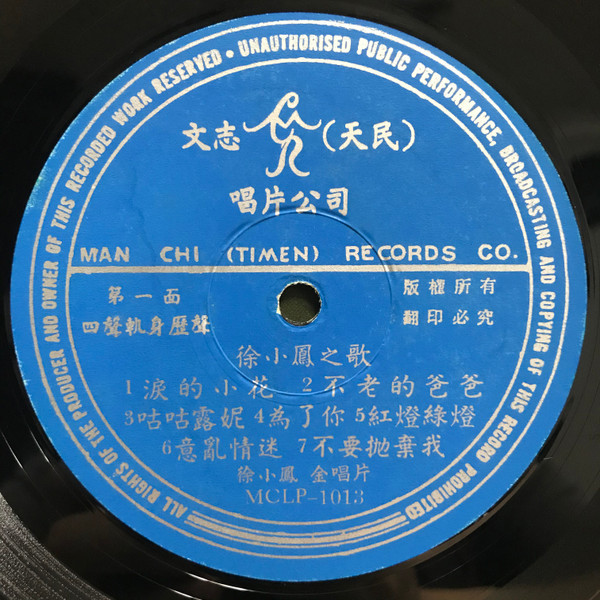 ALL RIGHTS OF THE PRODUCER AND OWNER OF THIS RECORDED WORK RESERVED • UNAUTHORISED PUBLIC PERFORMANCE, BROADCASTING AND COPYING OF THIS RECORD PROHIBITED
文志 (天民)
唱片公司
MAN CHI (TIMEN) RECORDS CO.
第一面 版權所有
四聲軌身歷聲 翻印必究
徐小鳳之歌
1淚的小花 2不老的爸爸
3咕咕露妮 4為了你 5紅燈綠燈
6意亂情迷 7不要拋棄我
徐小鳳 金唱片
MCLP-1013